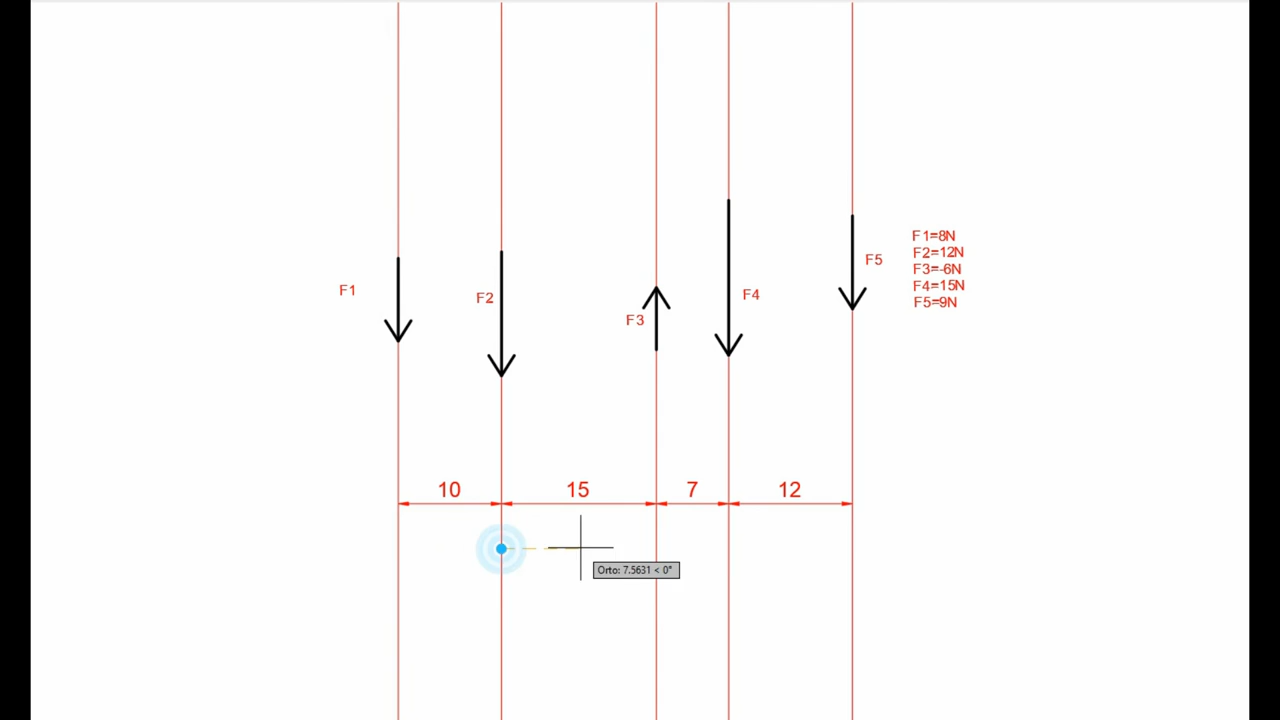 F1=8N
F2=12N
F5
F3=-6N
F4=15N
F1
F2
F4
F5=9N
F3
10
15
7
12
Orto: 7.5631 < 0°